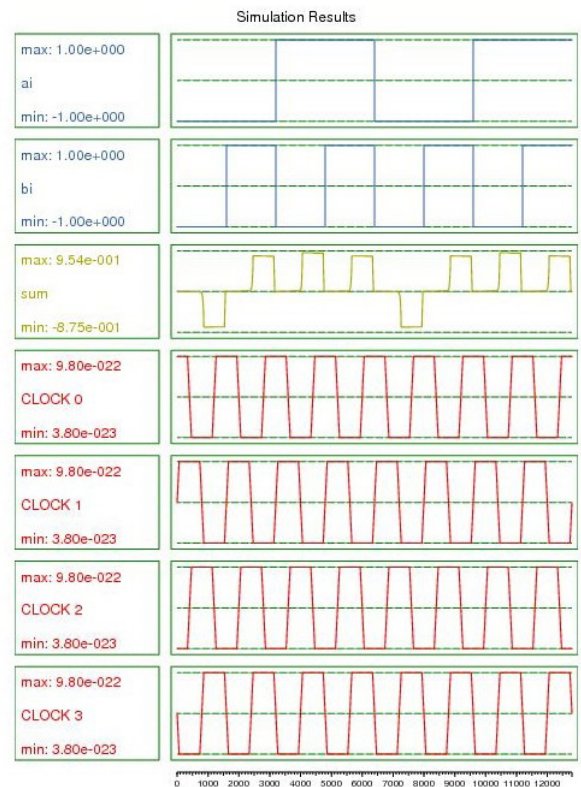 Simulation Results
max: 1.00e+000
ai
min: -1.00e+000
max: 1.00e+000
bi
min: -1.00e+000
max: 9.54e-001
sum
min: -8.75e-001
max: 9.80e-022
CLOCK 0
min: 3.80e-023
max: 9.80e-022
CLOCK 1
min: 3.80e-023
max: 9.80e-022
CLOCK 2
min: 3.80e-023
max: 9.80e-022
CLOCK 3
min: 3.80e-023
0 1000 2000 3000 4000 5000 6000 7000 8000 9000 10000 11000 12000